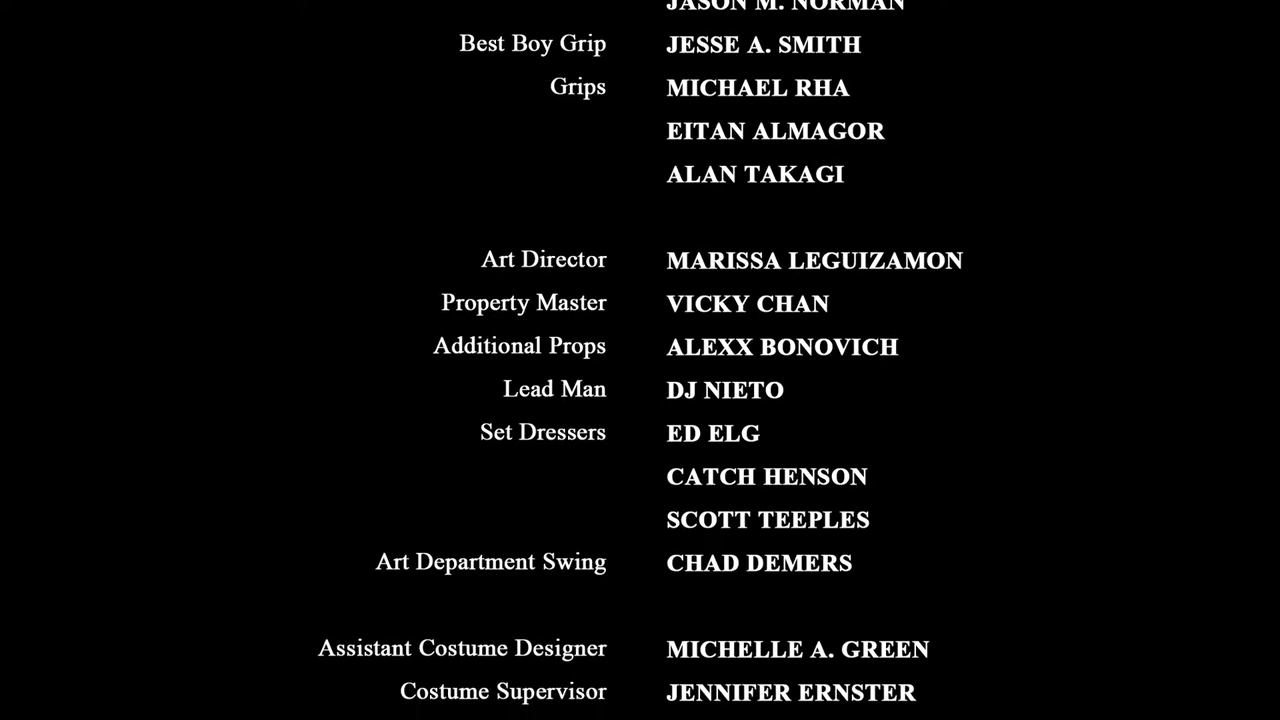 JASON M. NORMAN
Best Boy Grip JESSE A. SMITH
Grips MICHAEL RHA
EITAN ALMAGOR
ALAN TAKAGI
Art Director MARISSA LEGUIZAMON
Property Master VICKY CHAN
Additional Props ALEXX BONOVICH
Lead Man DJ NIETO
Set Dressers ED ELG
CATCH HENSON
SCOTT TEEPLES
Art Department Swing CHAD DEMERS
Assistant Costume Designer MICHELLE A. GREEN
Costume Supervisor JENNIFER ERNSTER